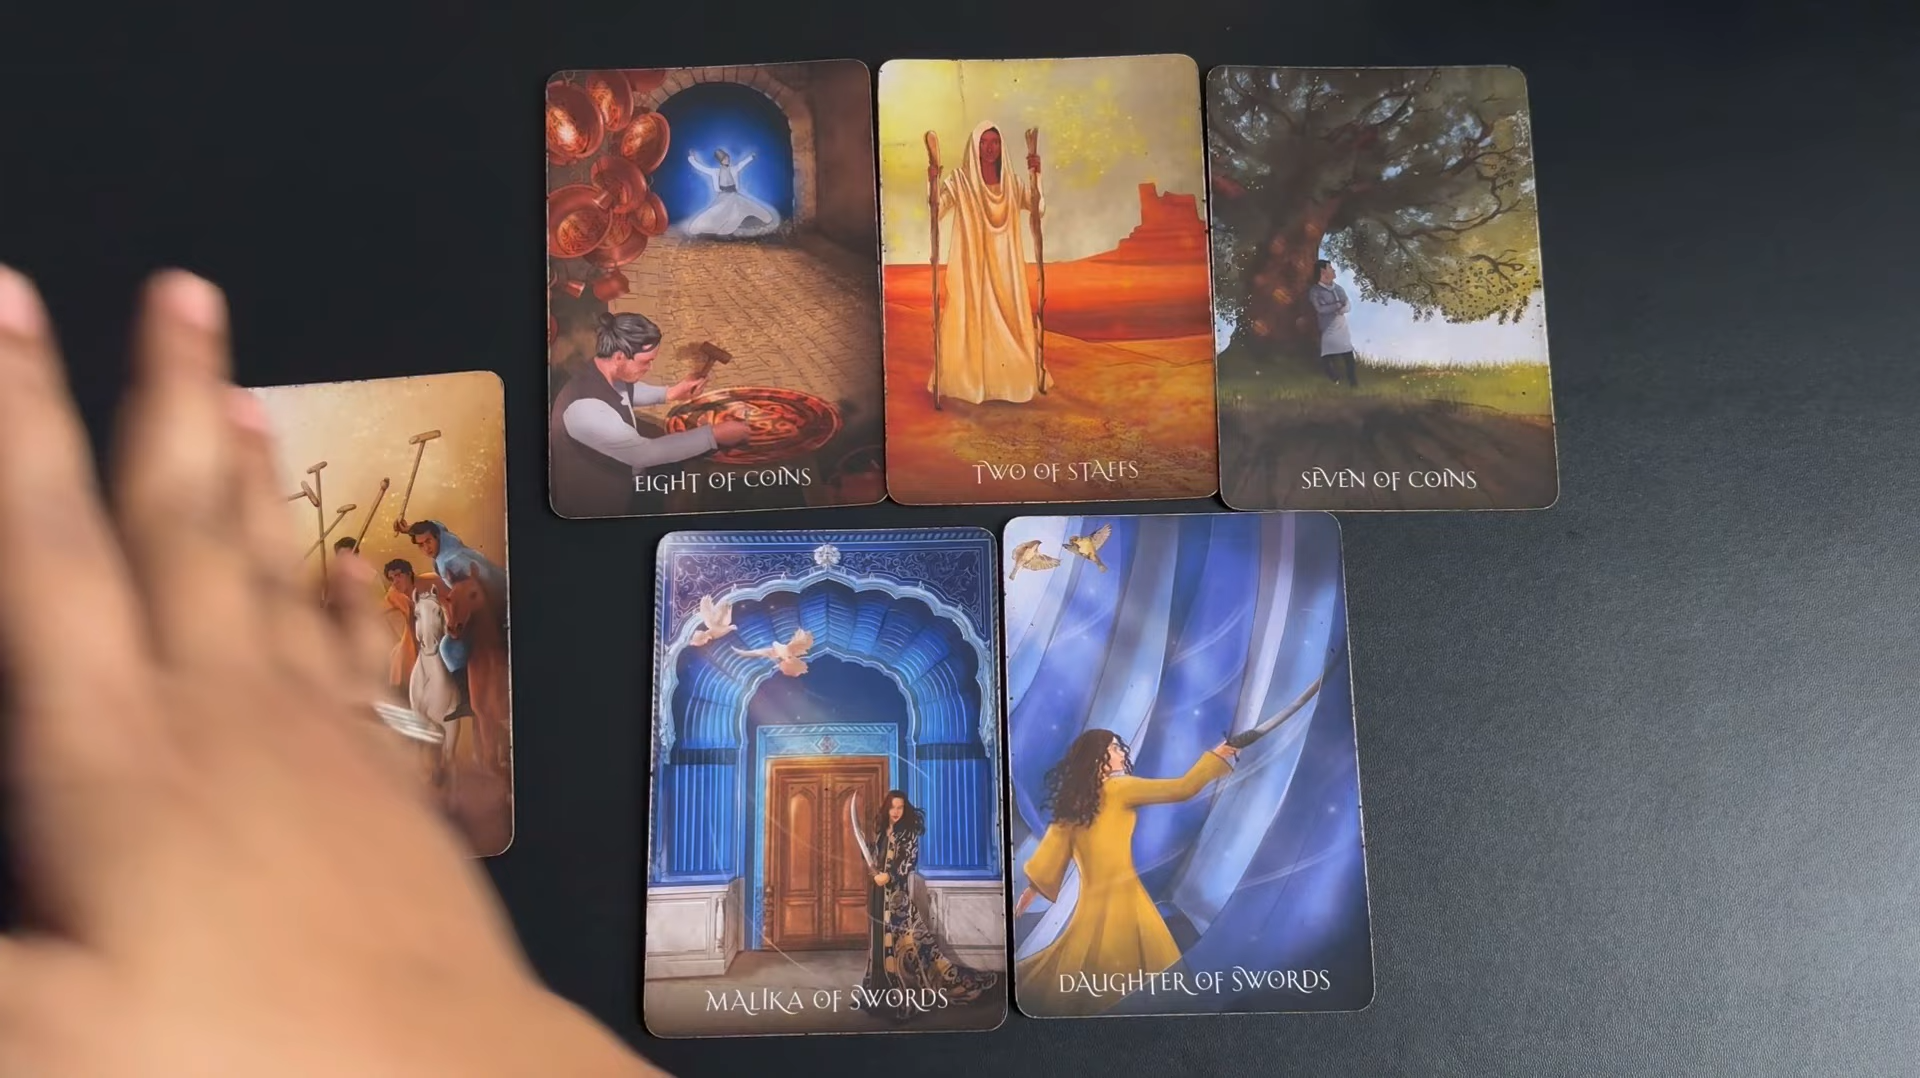 EIGHT OF COINS
TWO OF STAFFS
SEVEN OF COINS
MALIKA OF SWORDS
DAUGHTER OF SWORDS